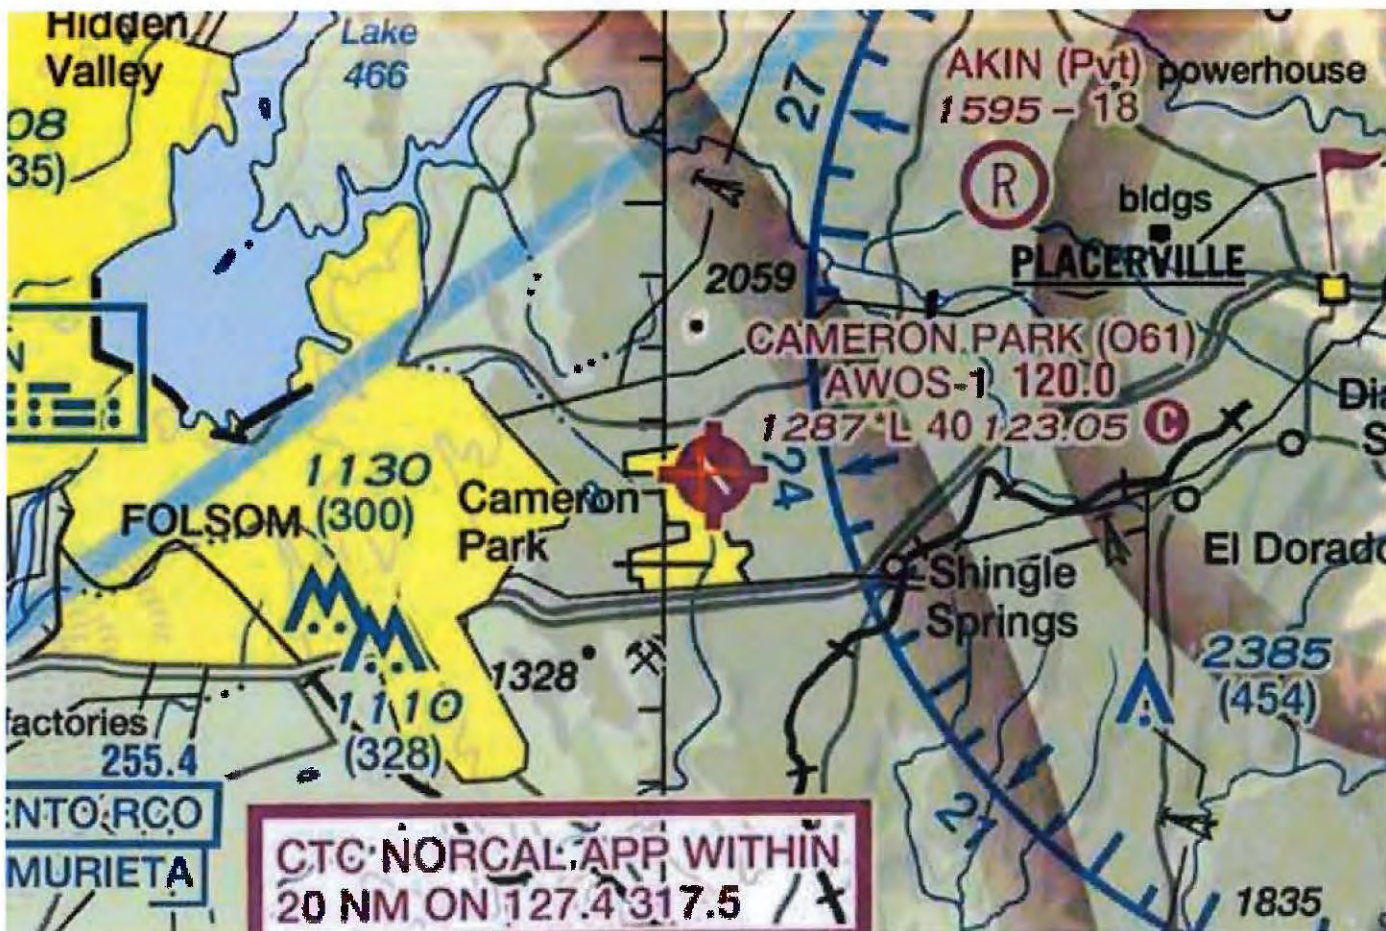 Hidden
Valley
Lake
466
08
(35)
27
AKIN (Pvt)
1595 – 18
R
powerhouse
bldgs
PLACERVILLE
2059
CAMERON PARK (O61)
AWOS-1 120.0
1287 *L 40 123.05 C
24
N
1130
(300)
FOLSOM
Cameron
Park
Shingle
Springs
El Dorado
Dia
S
2385
(454)
1328
1110
(328)
factories
255.4
ENTO RCO
MURIETA
21
CTC NORCAL APP WITHIN
20 NM ON 127.4 317.5
1835